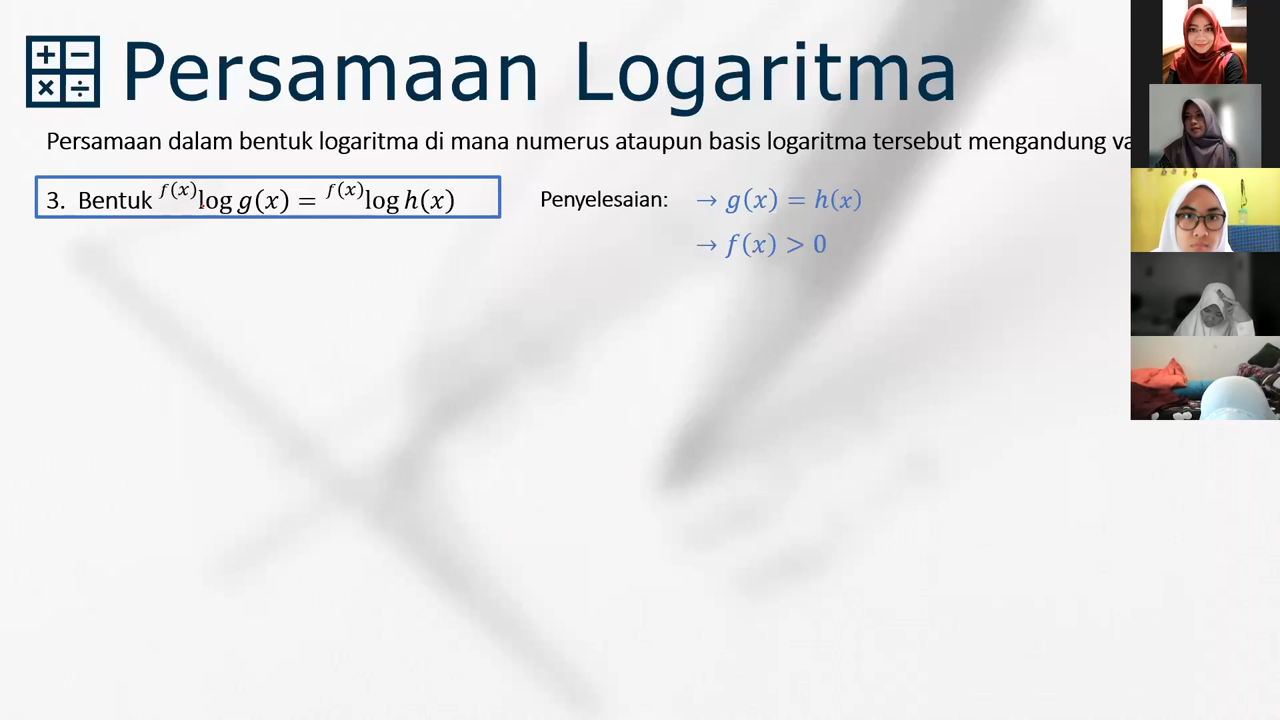 Persamaan Logaritma
Persamaan dalam bentuk logaritma di mana numerus ataupun basis logaritma tersebut mengandung
3. Bentuk ᶠ⁽ˣ⁾log g(x) = ᶠ⁽ˣ⁾log h(x)
Penyelesaian: → g(x) = h(x)
→ f(x) > 0